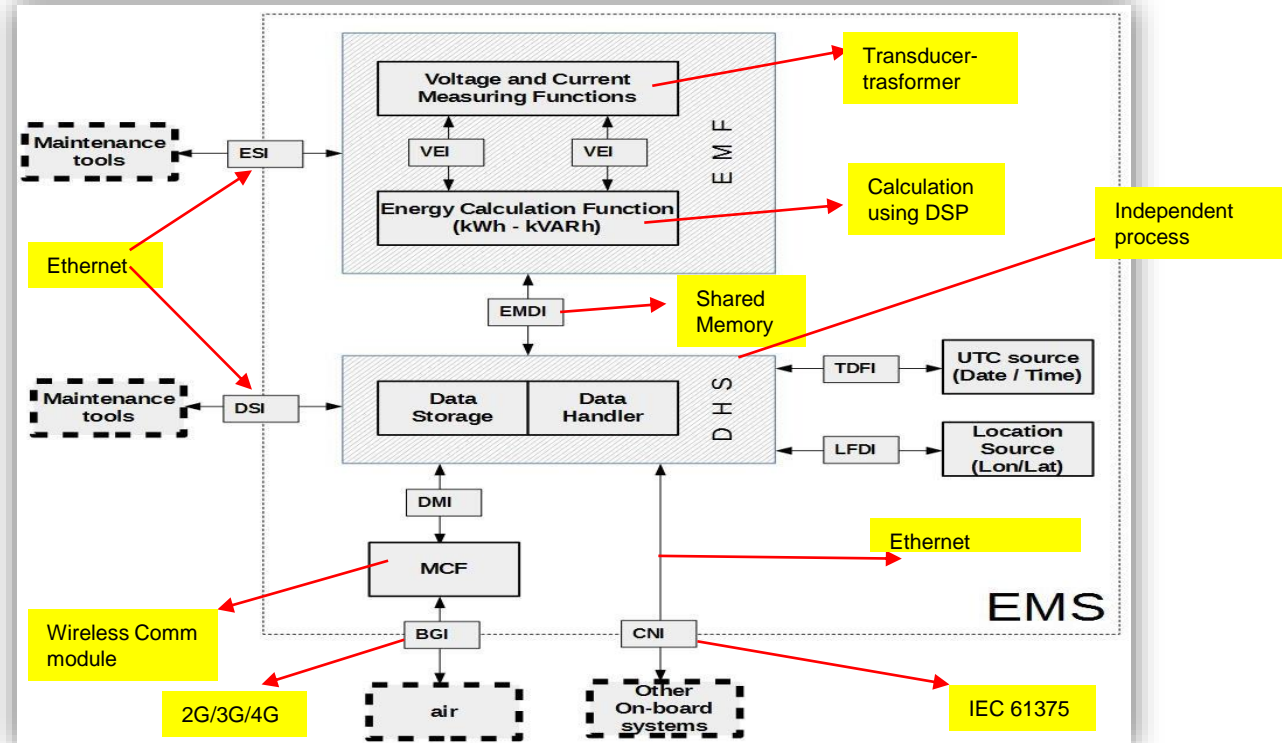 Voltage and Current
Measuring Functions
Transducer-
trasformer
Maintenance
tools
ESI
VEI
VEI
EMF
Energy Calculation Function
(kWh - kVARh)
Calculation
using DSP
Independent
process
Ethernet
EMDI
Shared
Memory
TDFI
UTC source
(Date / Time)
Maintenance
tools
DSI
Data
Storage
Data
Handler
DHS
LFDI
Location
Source
(Lon/Lat)
DMI
MCF
Ethernet
EMS
Wireless Comm
module
BGI
CNI
2G/3G/4G
air
Other
On-board
systems
IEC 61375